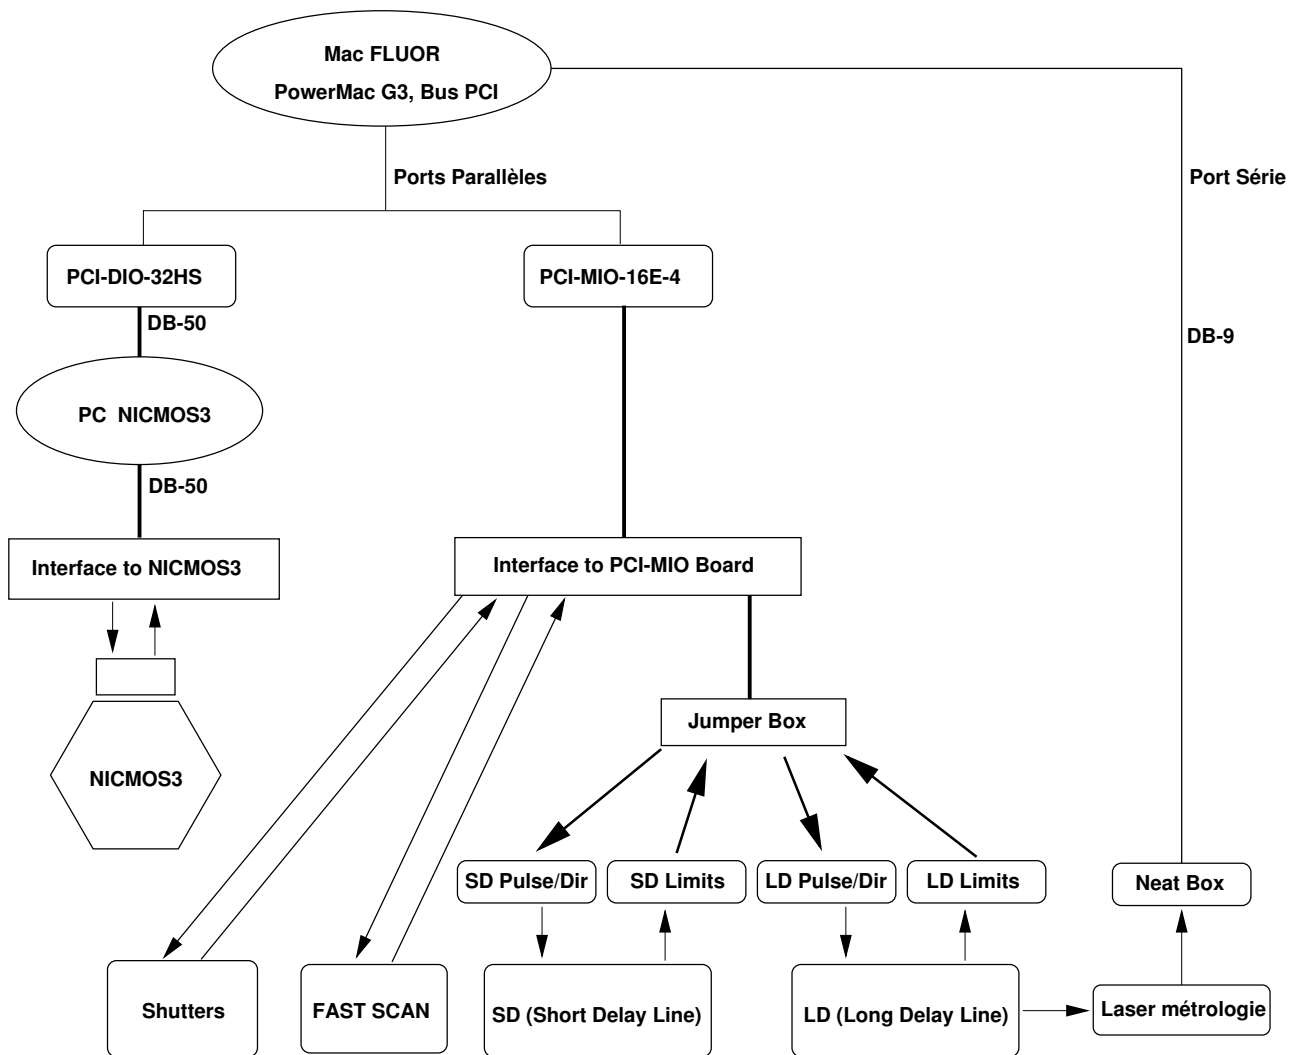 Mac FLUOR
PowerMac G3, Bus PCI
Ports Parallèles
Port Série
PCI-DIO-32HS
PCI-MIO-16E-4
DB-50
DB-9
PC NICMOS3
DB-50
Interface to NICMOS3
Interface to PCI-MIO Board
Jumper Box
NICMOS3
SD Pulse/Dir
SD Limits
LD Pulse/Dir
LD Limits
Neat Box
Shutters
FAST SCAN
SD (Short Delay Line)
LD (Long Delay Line)
Laser métrologie